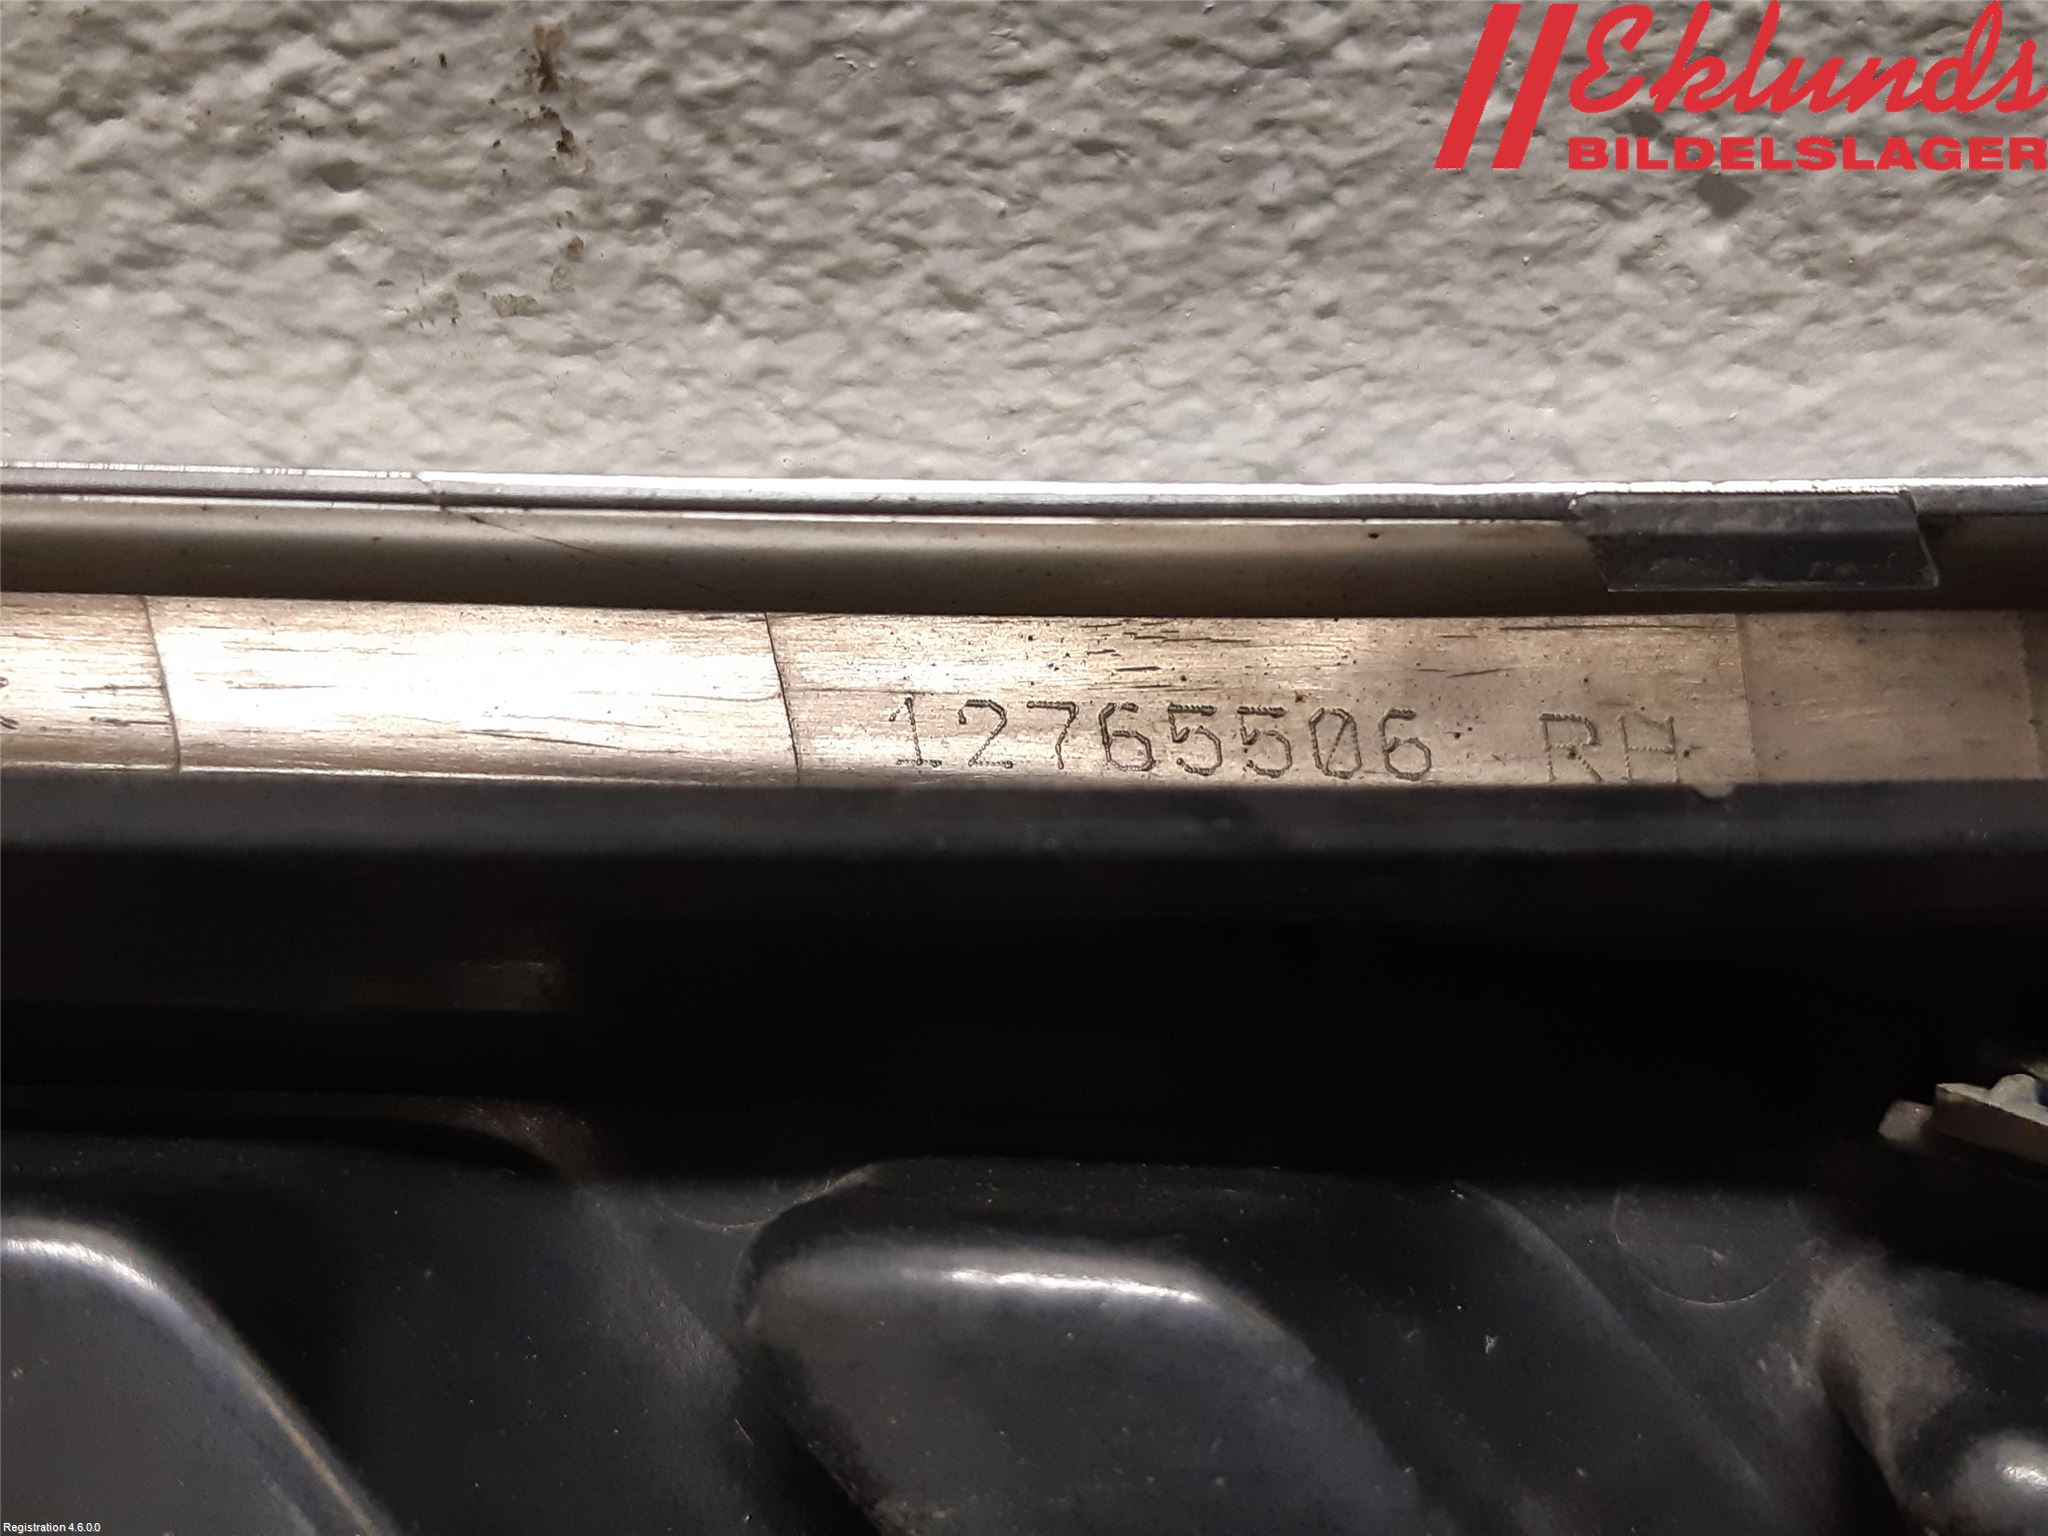 Eklunds
BILDELSLAGER
12765506 RH
Registration 4.6.0.0